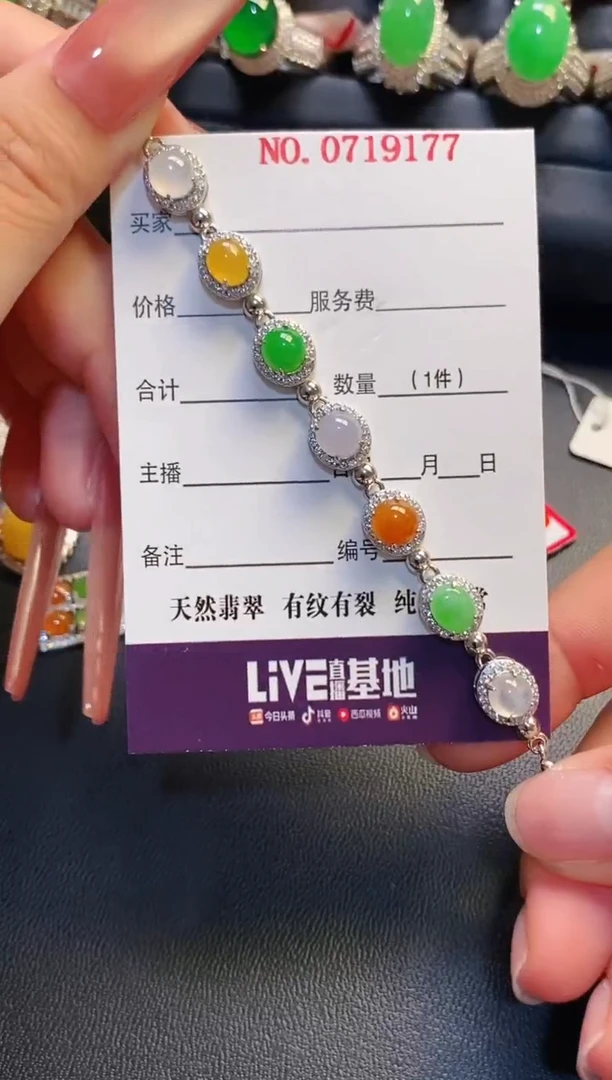 NO. 0719177
买家
价格 服务费
合计 数量 (1件)
主播 月 日
备注 编号
天然翡翠 有纹有裂 纯
LiVE直播基地
今日头条 抖音 西瓜视频 火山